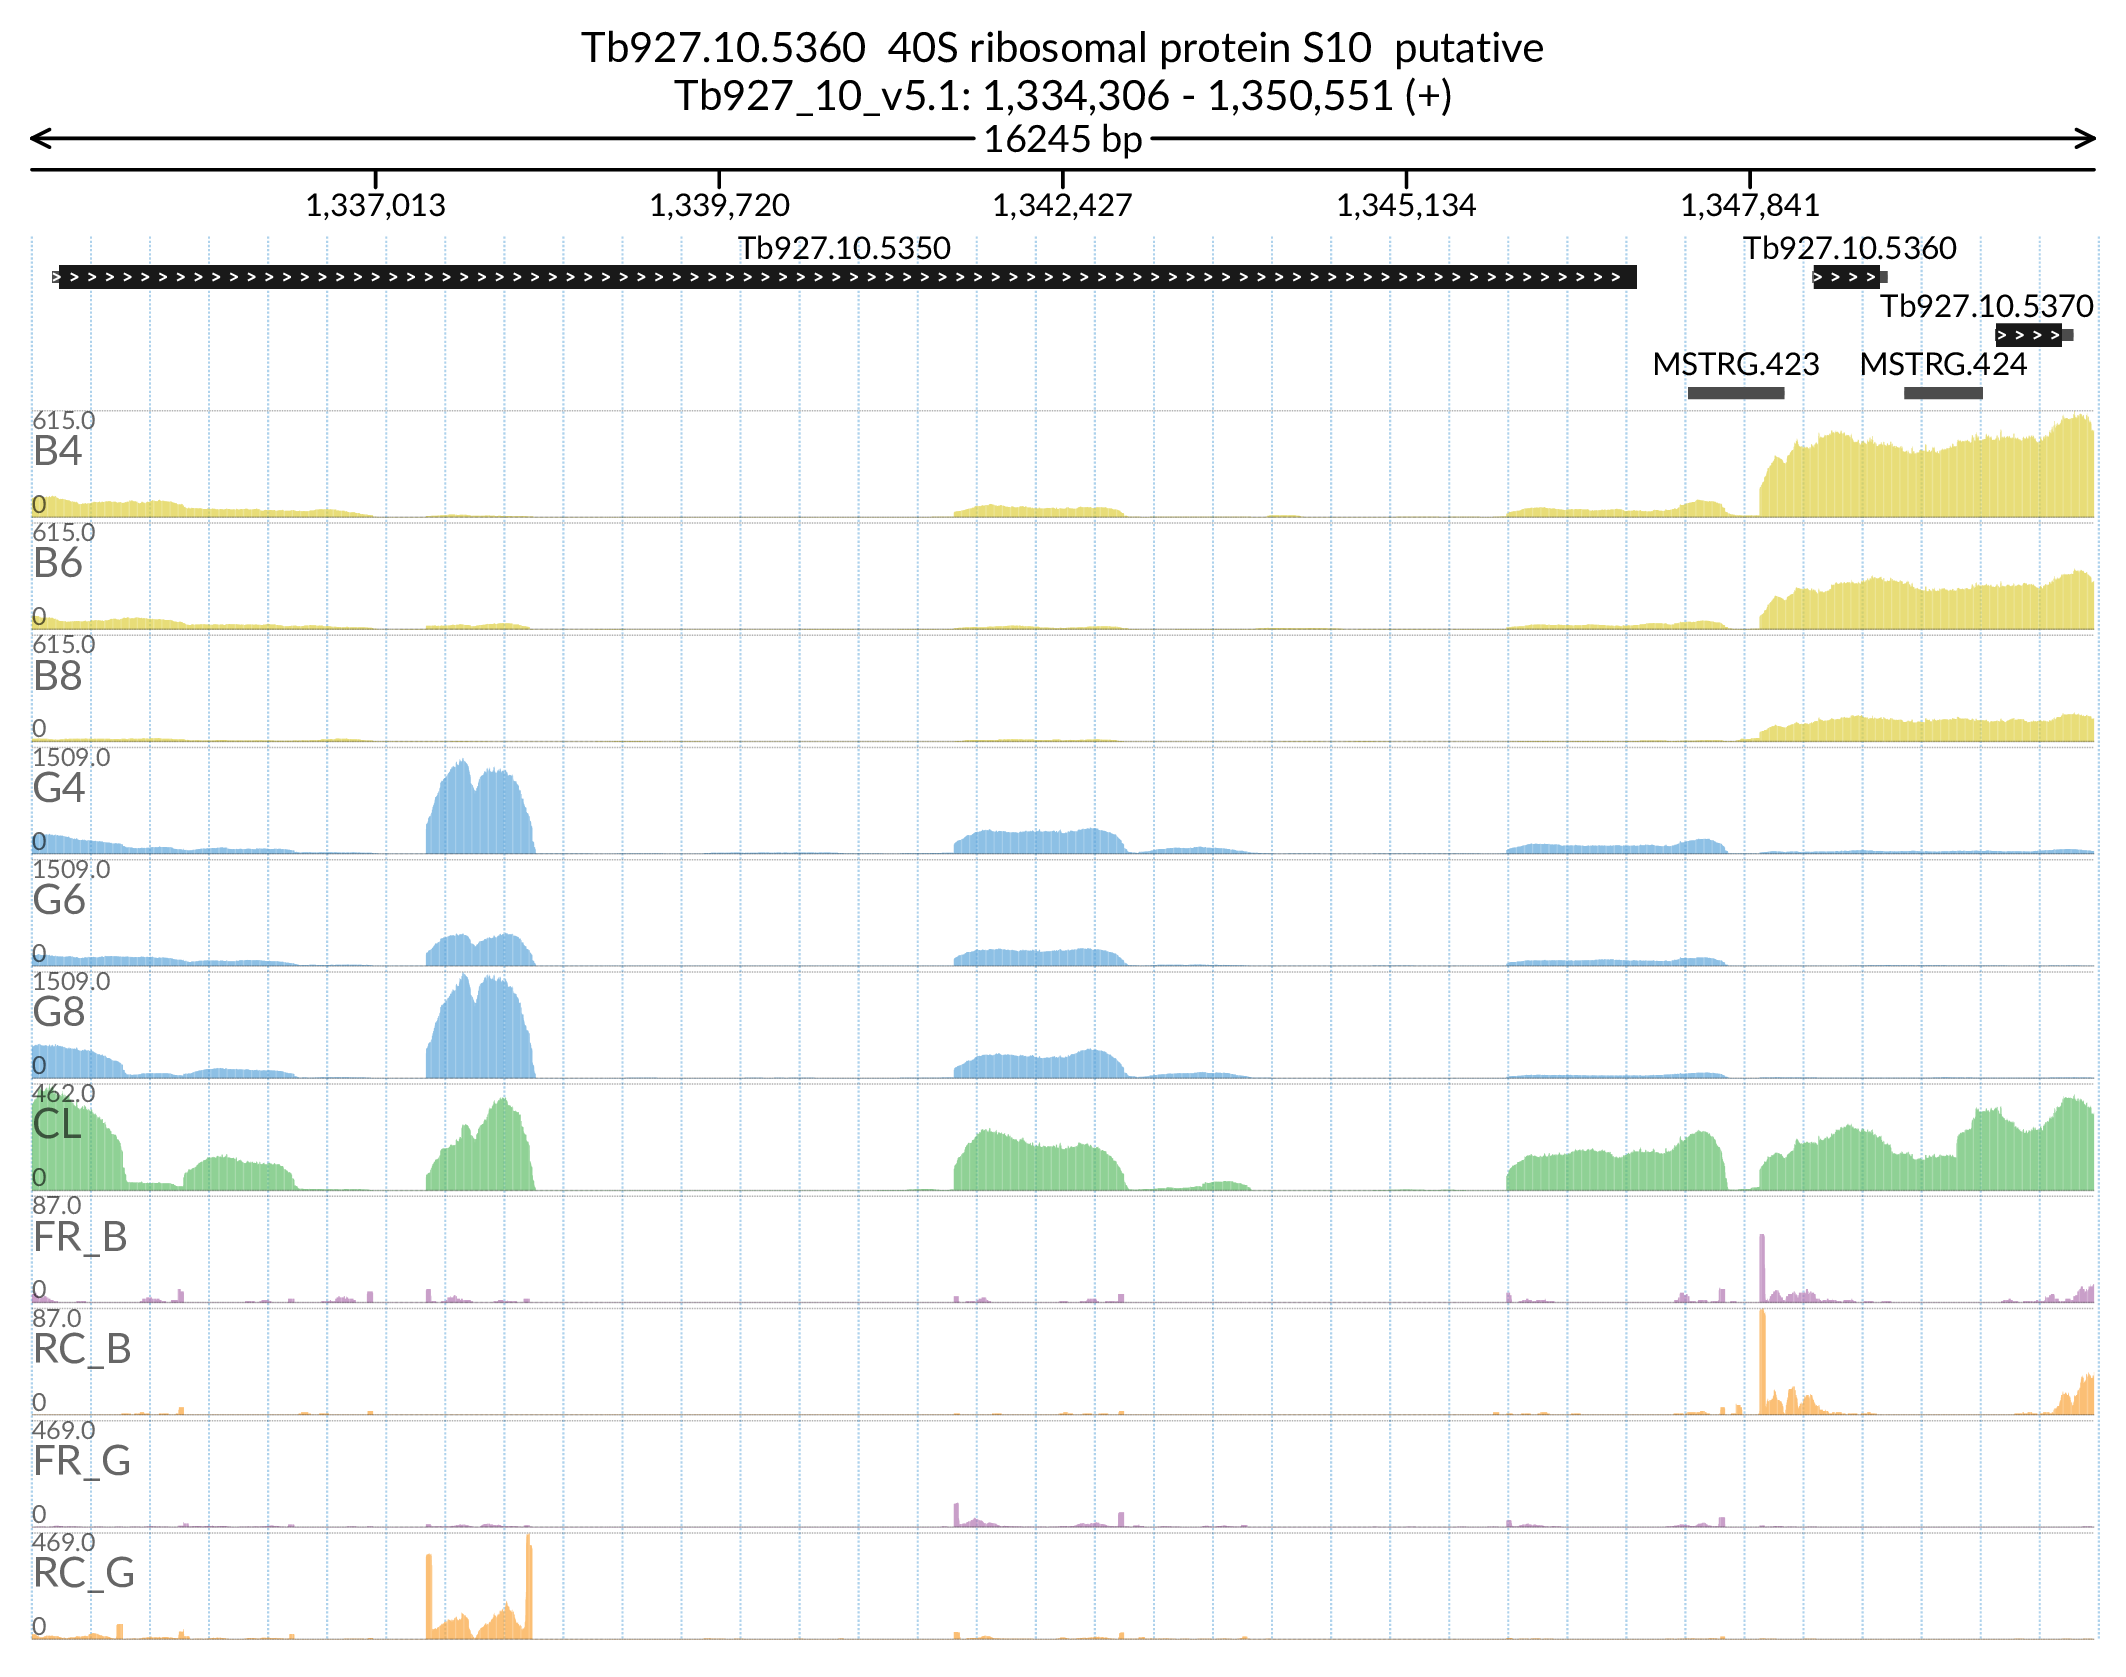 Tb927.10.5360  40S ribosomal protein S10  putative
Tb927_10_v5.1: 1,334,306 - 1,350,551 (+)
16245 bp
1,337,013 1,339,720 1,342,427 1,345,134 1,347,841
Tb927.10.5350 Tb927.10.5360
Tb927.10.5370
MSTRG.423 MSTRG.424
615.0
B4
0
615.0
B6
0
615.0
B8
0
1509.0
G4
0
1509.0
G6
0
1509.0
G8
0
462.0
CL
0
87.0
FR_B
0
87.0
RC_B
0
469.0
FR_G
0
469.0
RC_G
0